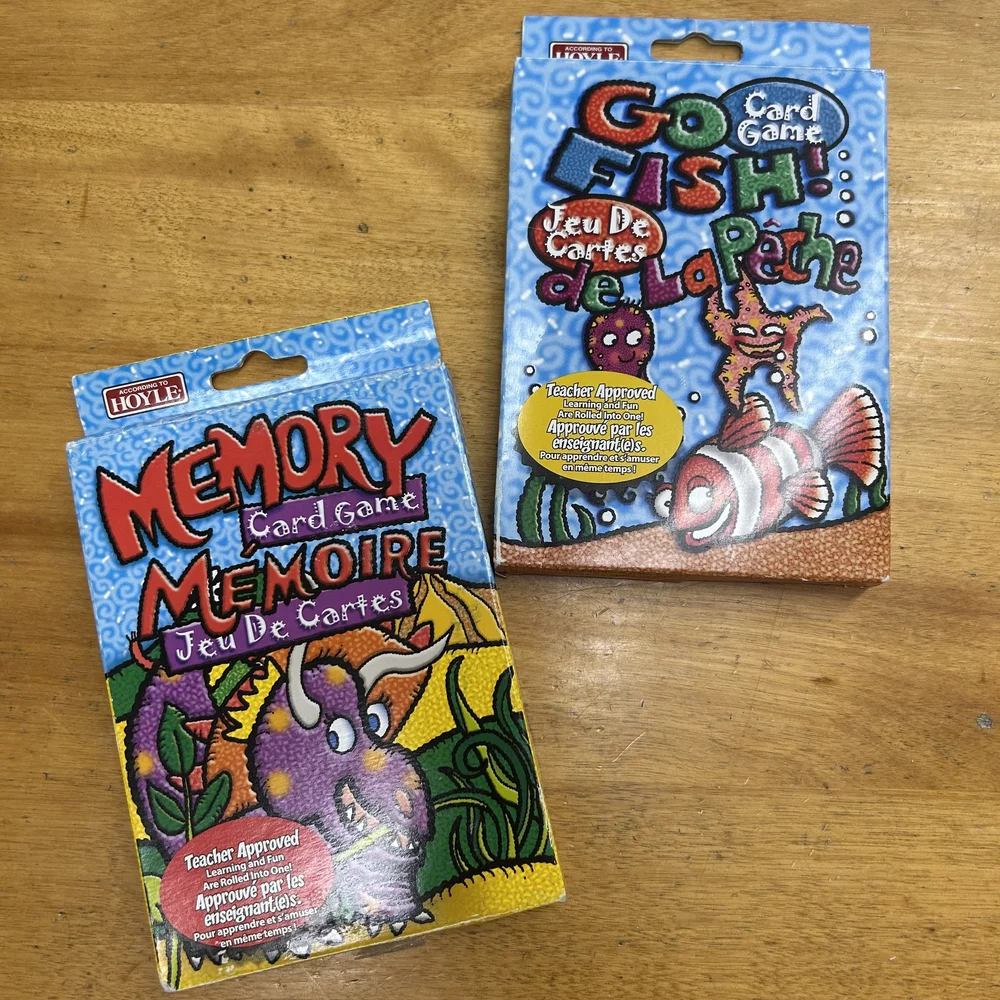 ACCORDING TO
HOYLE
GO
Card
Game
FISH!
Jeu De
Cartes
de La Pêche
Teacher Approved
Learning and Fun
Are Rolled Into One!
Approuvé par les
enseignant(e)s.
Pour apprendre et s'amuser
en même temps !
ACCORDING TO
HOYLE
MEMORY
Card Game
MÉMOIRE
Jeu De Cartes
Teacher Approved
Learning and Fun
Are Rolled Into One!
Approuvé par les
enseignant(e)s.
Pour apprendre et s'amuser
en même temps !